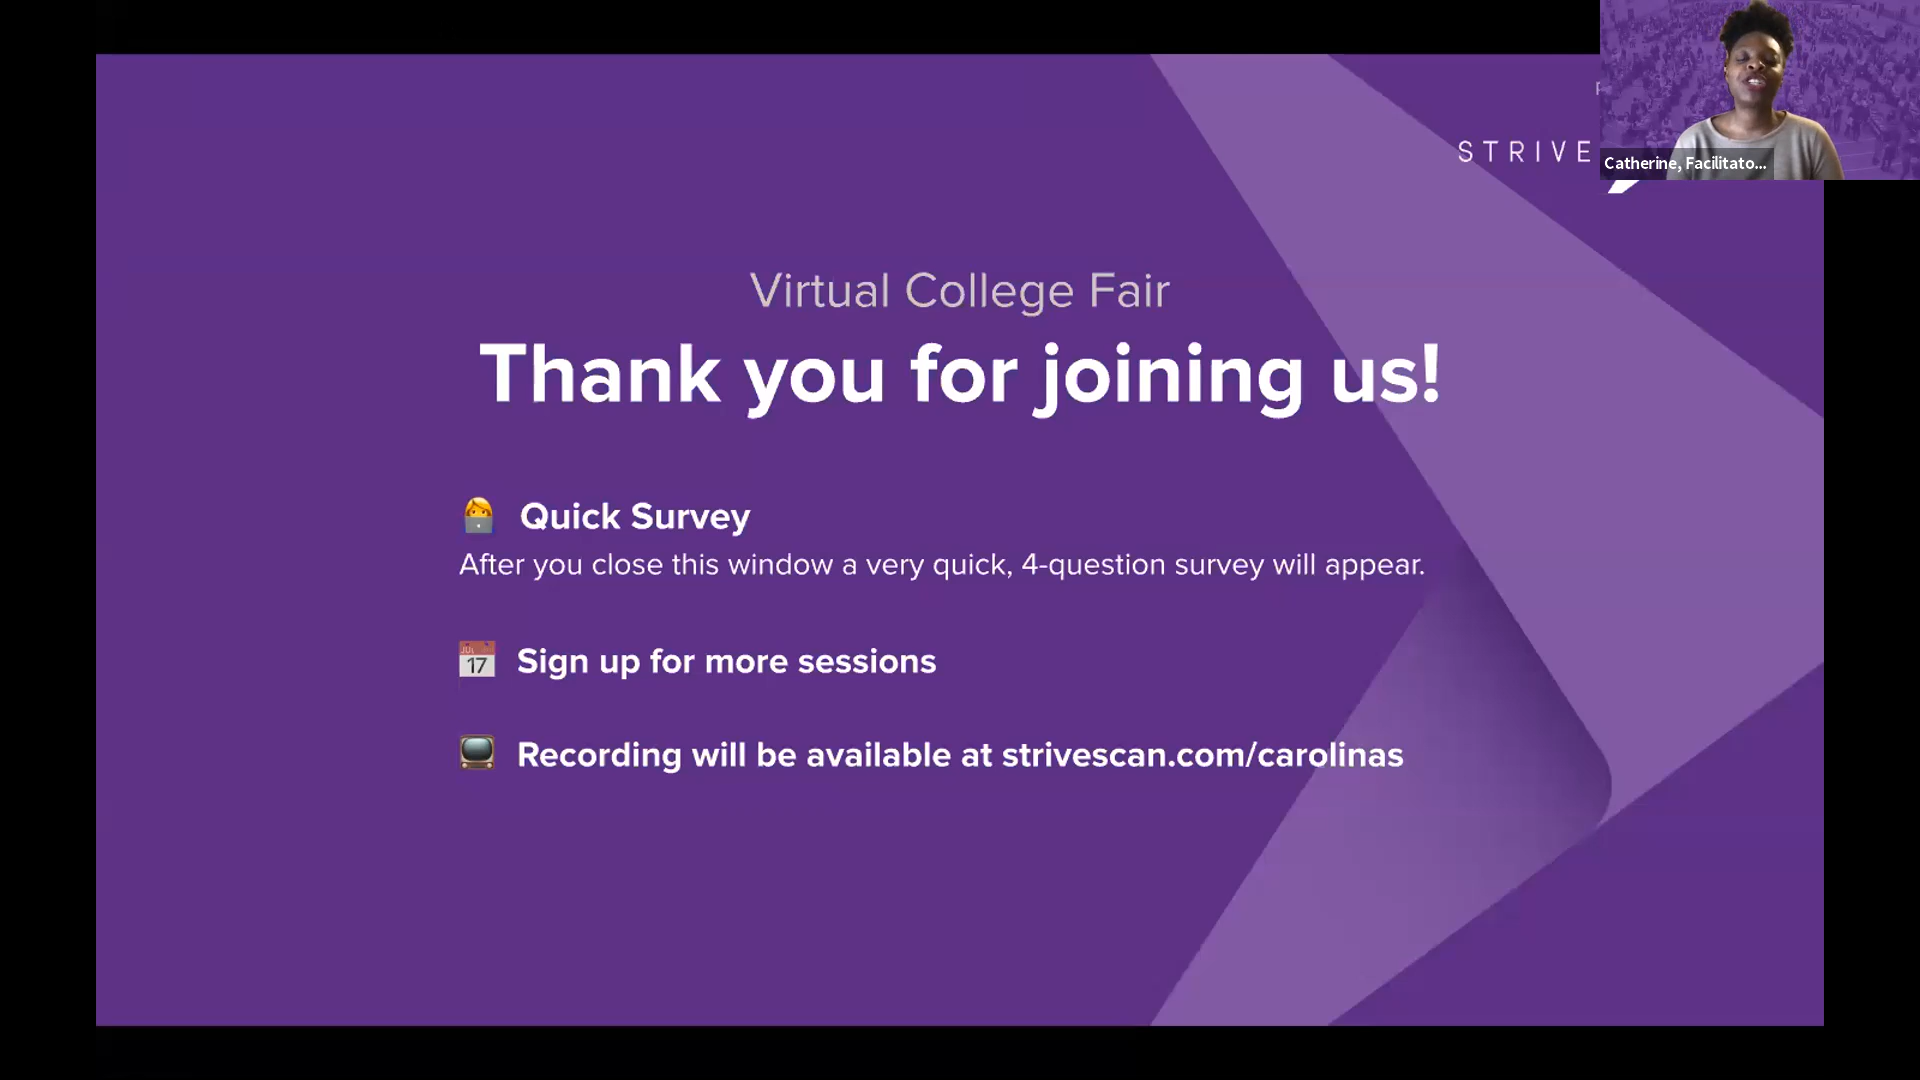 STRIVE
Catherine, Facilitato...
Virtual College Fair
Thank you for joining us!
Quick Survey
After you close this window a very quick, 4-question survey will appear.
JUL
17
Sign up for more sessions
Recording will be available at strivescan.com/carolinas